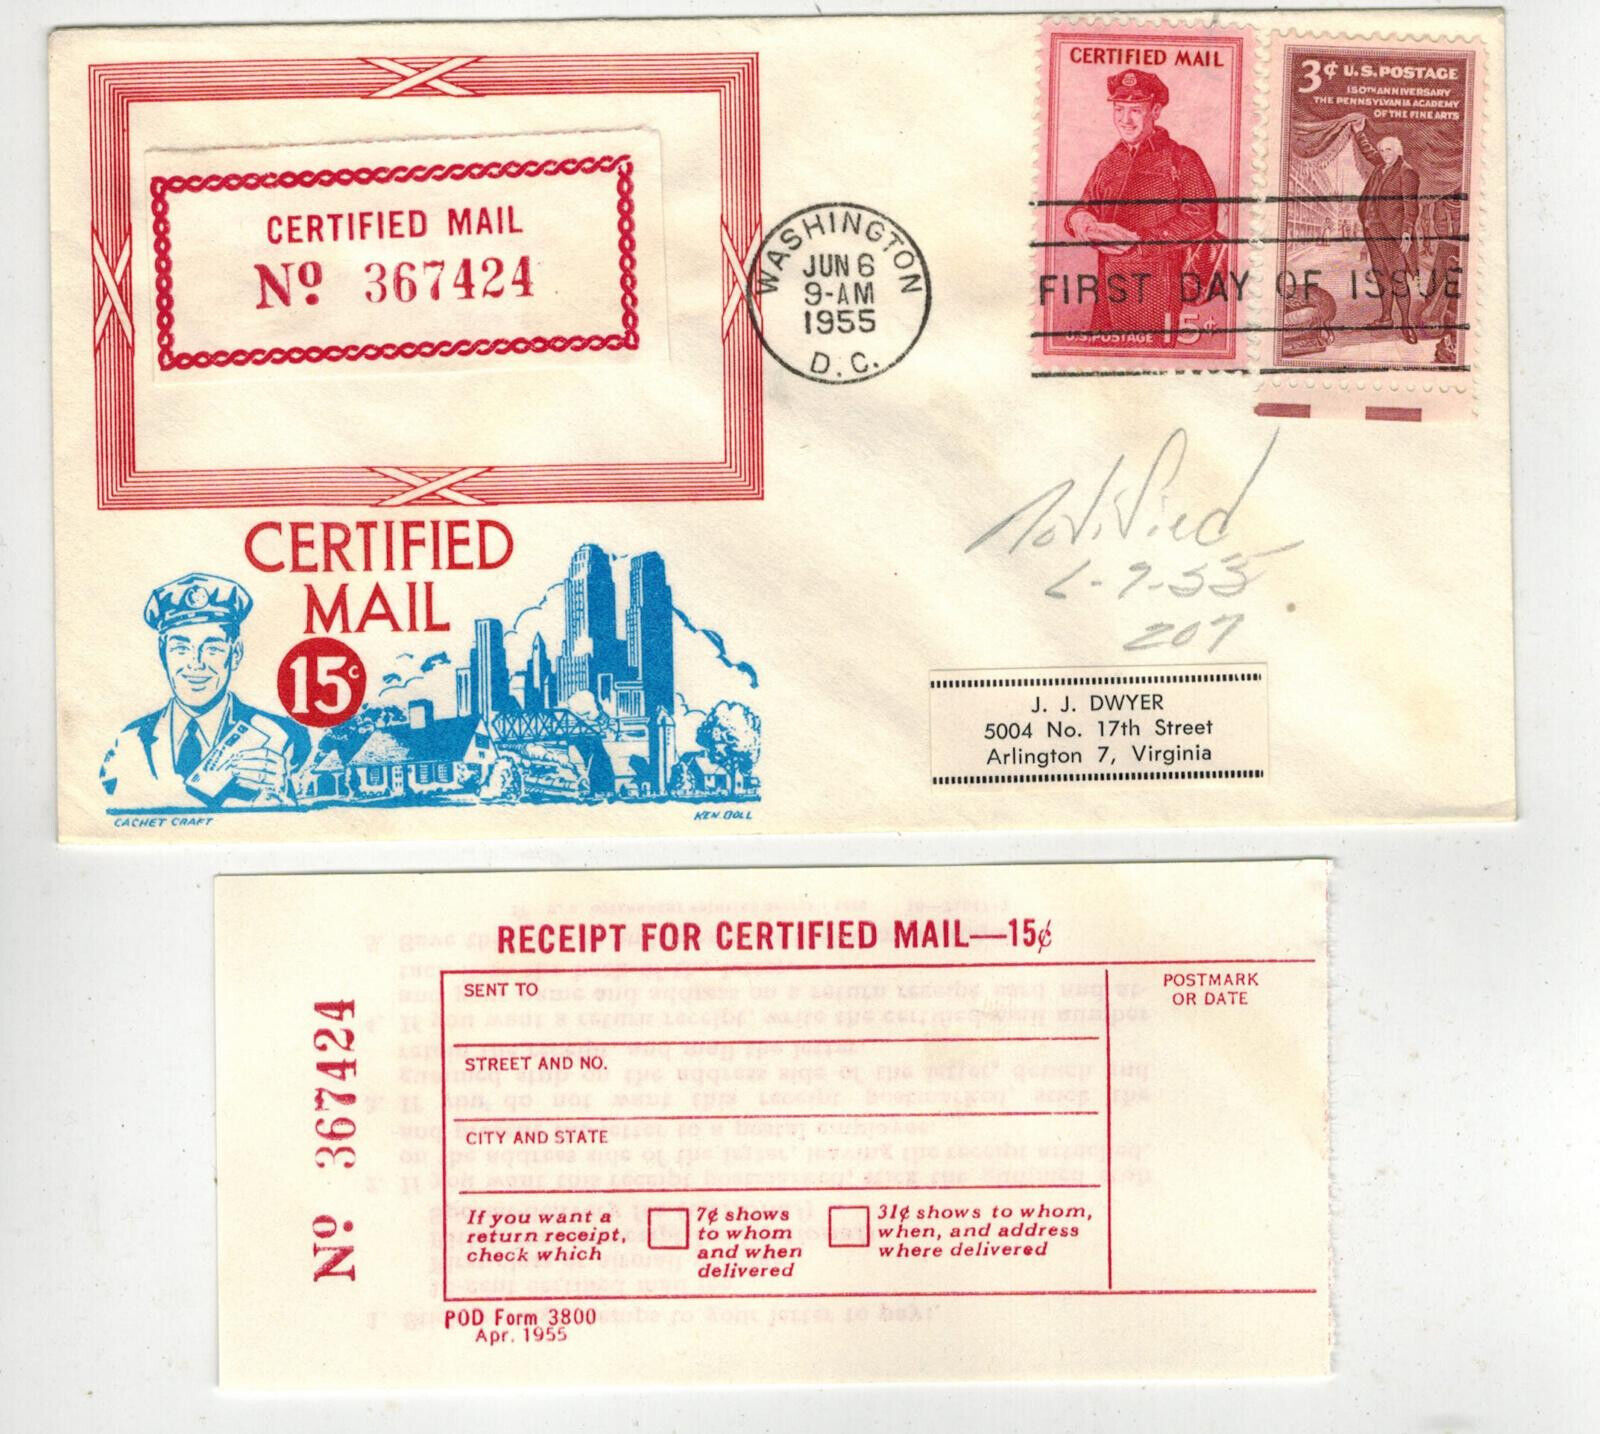 CERTIFIED MAIL
Nº 367424
WASHINGTON
JUN 6
9-AM
1955
D.C.
CERTIFIED MAIL
U.S. POSTAGE 15¢
3¢ U.S. POSTAGE
150TH ANNIVERSARY
THE PENNSYLVANIA ACADEMY
OF THE FINE ARTS
FIRST DAY OF ISSUE
CERTIFIED
MAIL
15c
CACHET CRAFT
KEN BOLL
Notified
6-7-55
207
J. J. DWYER
5004 No. 17th Street
Arlington 7, Virginia
RECEIPT FOR CERTIFIED MAIL—15¢
Nº 367424
SENT TO
POSTMARK
OR DATE
STREET AND NO.
CITY AND STATE
If you want a
return receipt,
check which
7¢ shows
to whom
and when
delivered
31¢ shows to whom,
when, and address
where delivered
POD Form 3800
Apr. 1955